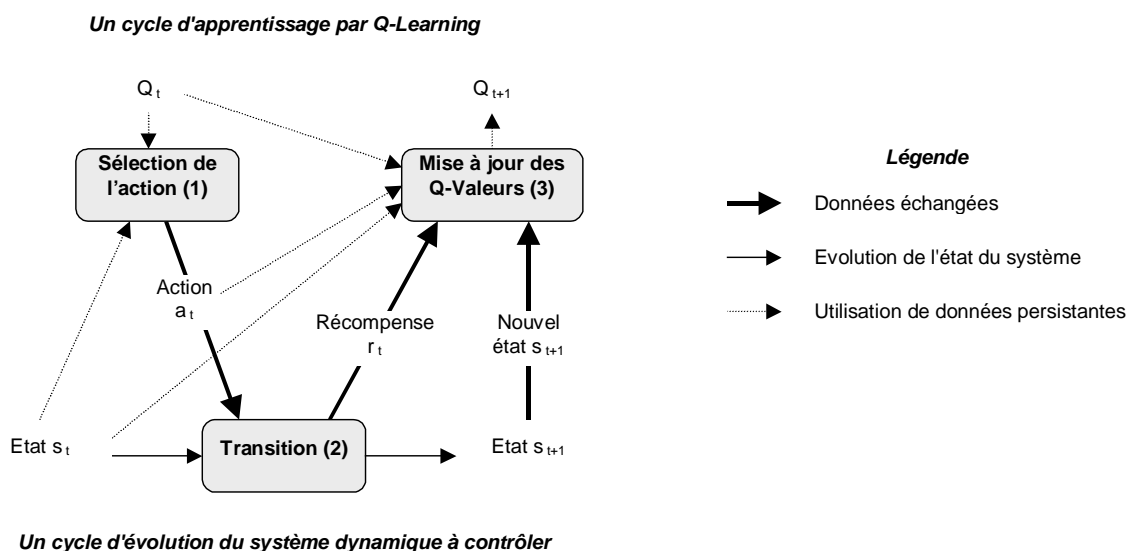 Un cycle d'apprentissage par Q-Learning
Q t
Q t+1
Sélection de
l'action (1)
Mise à jour des
Q-Valeurs (3)
Légende
Données échangées
Evolution de l'état du système
Utilisation de données persistantes
Action
a t
Récompense
r t
Nouvel
état s t+1
Etat s t
Transition (2)
Etat s t+1
Un cycle d'évolution du système dynamique à contrôler